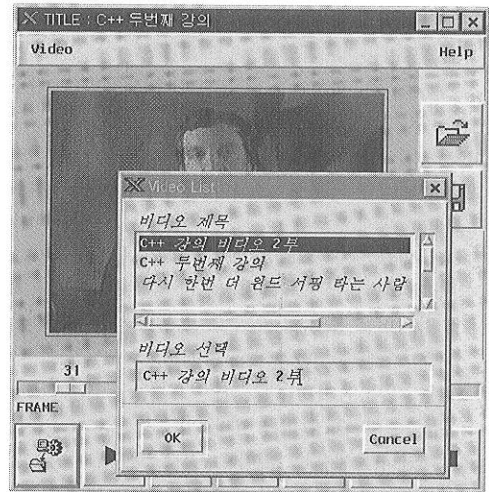 TITLE : C++ 두번째 강의
Video
Help
Video List
비디오 제목
C++ 강의 비디오 2부
C++ 두번째 강의
다시 한번 더 윈드 서핑 타는 사람
비디오 선택
C++ 강의 비디오 2부
31
FRAME
OK
Cancel